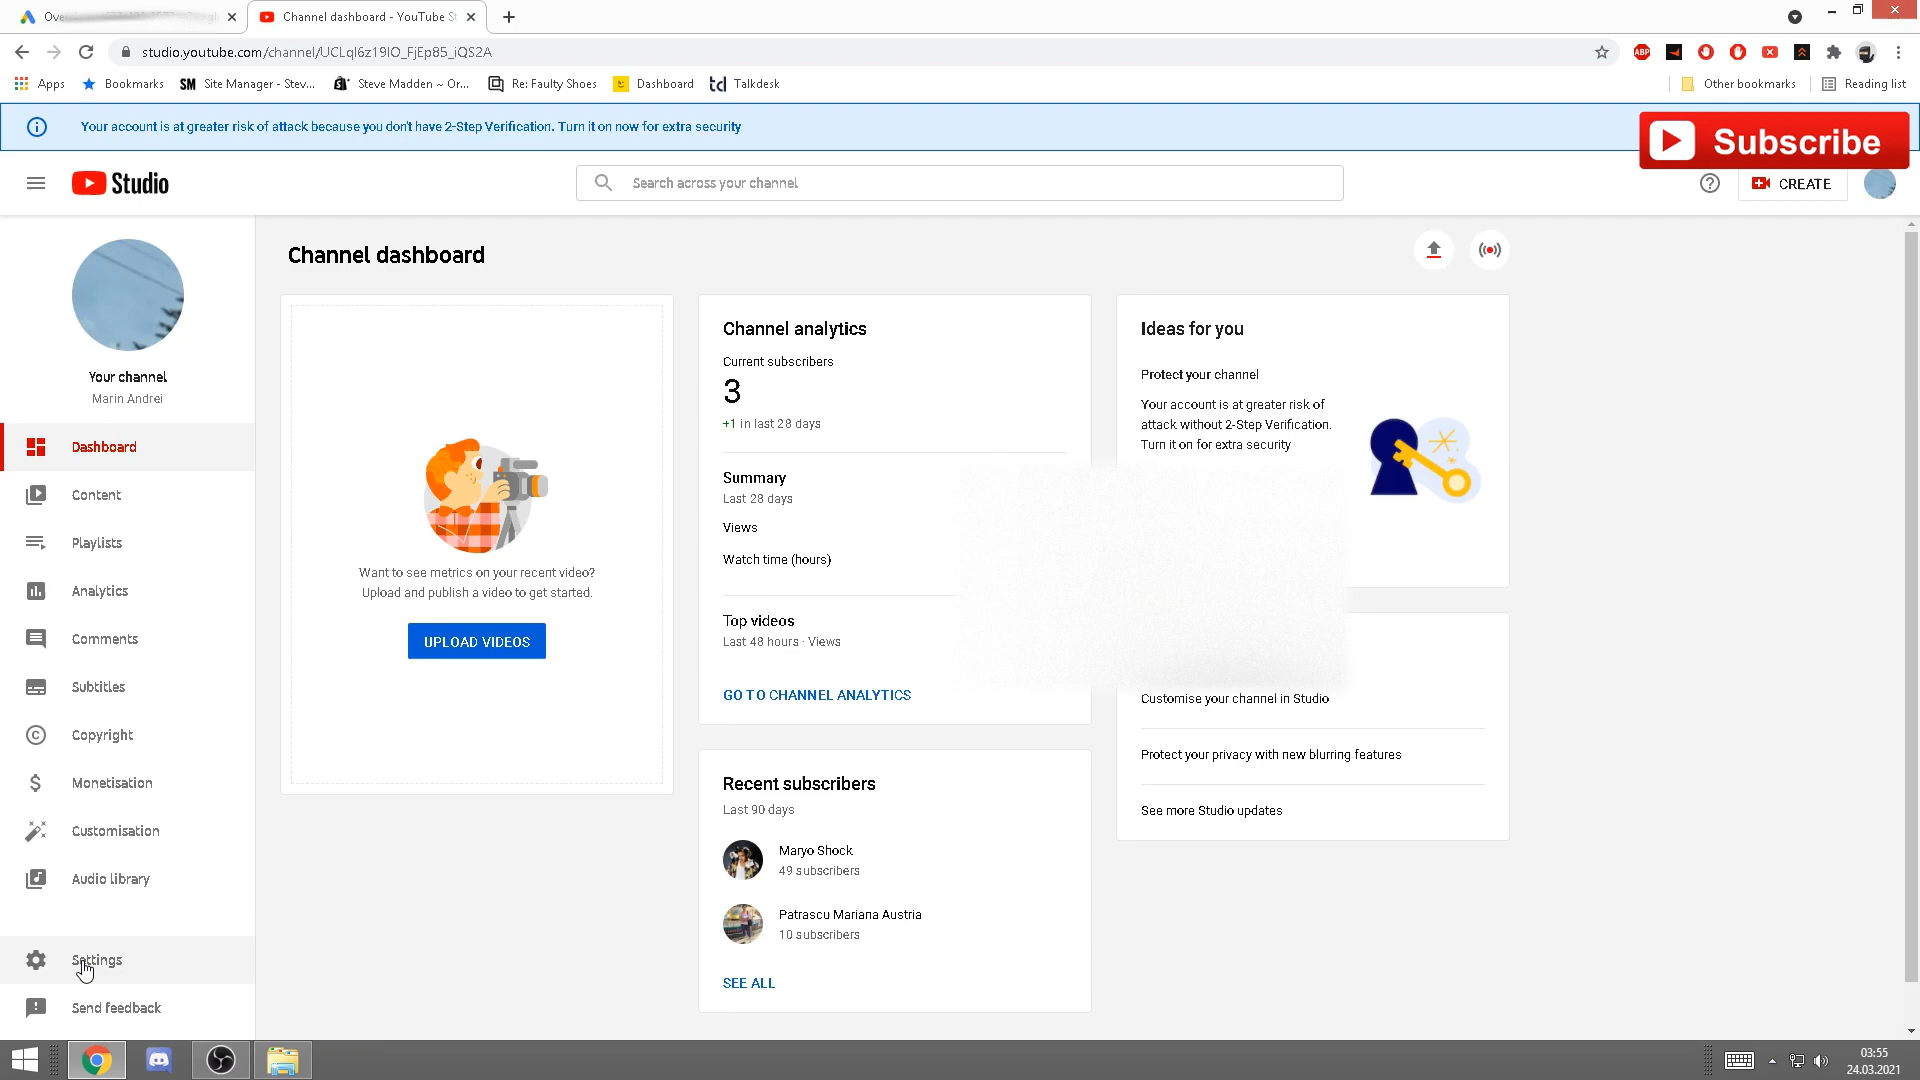 Ove
Channel dashboard - YouTube St
studio.youtube.com/channel/UCLql6z19IO_FjEp85_iQS2A
ABP
Apps
Bookmarks
SM Site Manager - Stev...
Steve Madden ~ Or...
Re: Faulty Shoes
Dashboard
td Talkdesk
Other bookmarks
Reading list
Your account is at greater risk of attack because you don't have 2-Step Verification. Turn it on now for extra security
Subscribe
Studio
Search across your channel
CREATE
Your channel
Marin Andrei
Dashboard
Content
Playlists
Analytics
Comments
Subtitles
Copyright
Monetisation
Customisation
Audio library
Settings
Send feedback
Channel dashboard
Want to see metrics on your recent video?
Upload and publish a video to get started.
UPLOAD VIDEOS
Channel analytics
Current subscribers
3
+1 in last 28 days
Summary
Last 28 days
Views
Watch time (hours)
Top videos
Last 48 hours · Views
GO TO CHANNEL ANALYTICS
Recent subscribers
Last 90 days
Maryo Shock
49 subscribers
Patrascu Mariana Austria
10 subscribers
SEE ALL
Ideas for you
Protect your channel
Your account is at greater risk of
attack without 2-Step Verification.
Turn it on for extra security
Customise your channel in Studio
Protect your privacy with new blurring features
See more Studio updates
03:55
24.03.2021